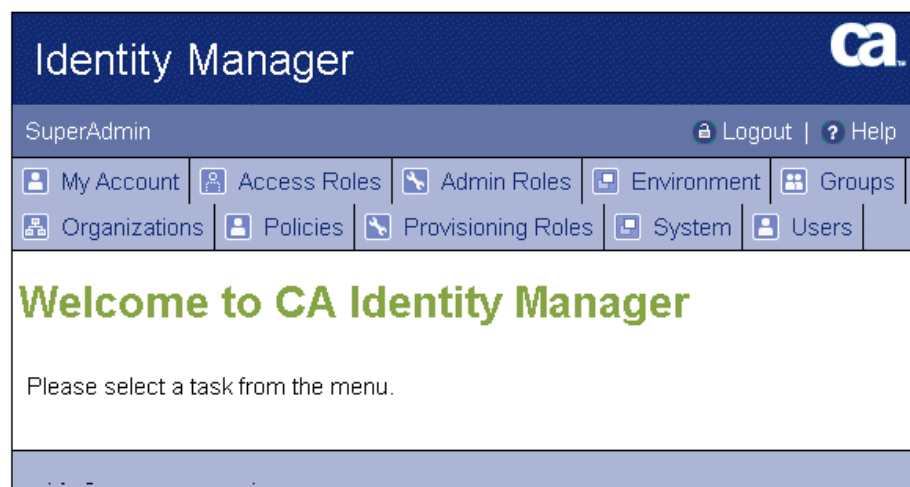 Identity Manager
ca
SuperAdmin
Logout | ? Help
My Account Access Roles Admin Roles Environment Groups
Organizations Policies Provisioning Roles System Users
Welcome to CA Identity Manager
Please select a task from the menu.